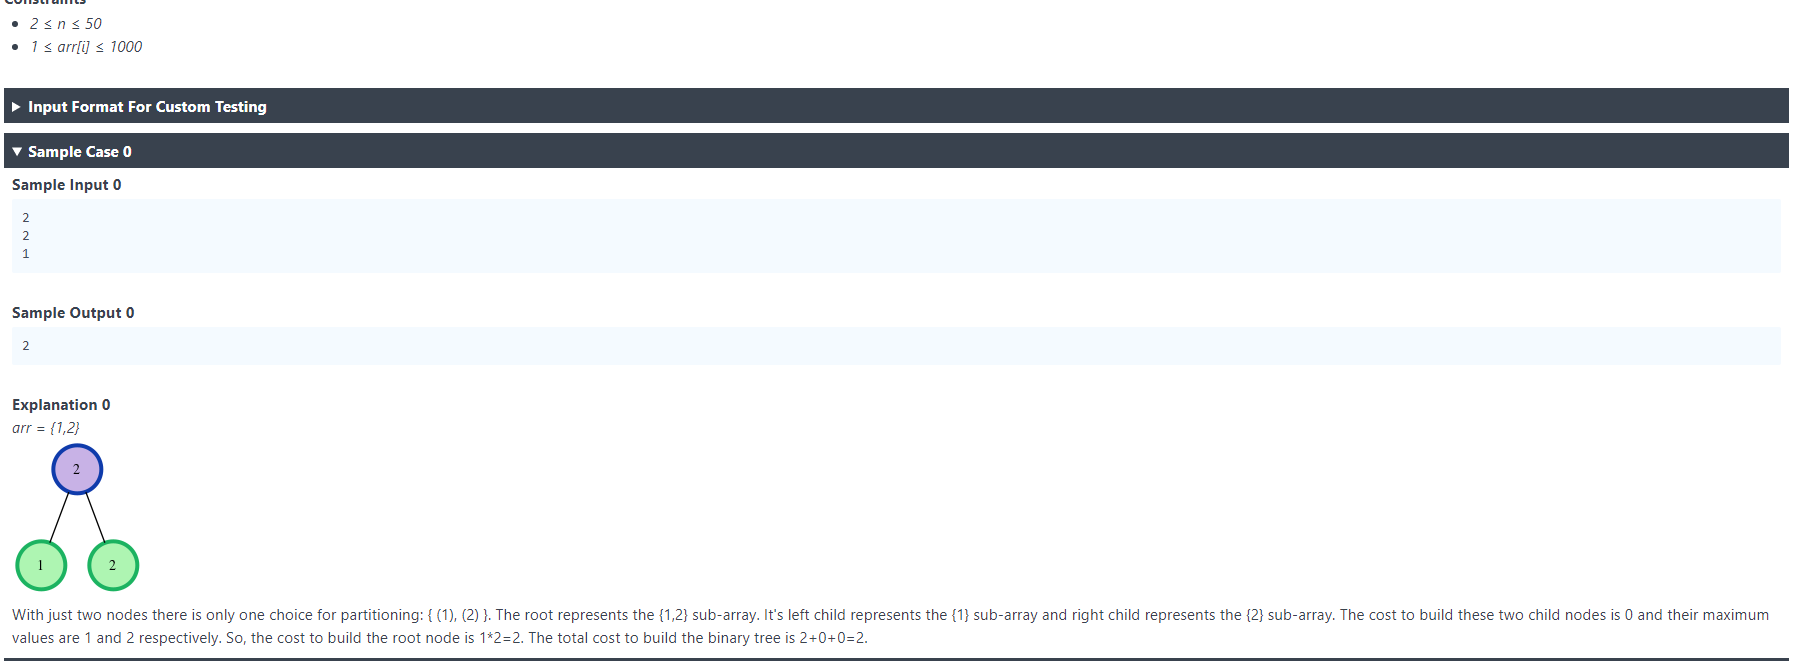 Constraints
2 ≤ n ≤ 50
1 ≤ arr[i] ≤ 1000
Input Format For Custom Testing
Sample Case 0
Sample Input 0
2
2
1
Sample Output 0
2
Explanation 0
arr = {1,2}
2
1 2
With just two nodes there is only one choice for partitioning: { (1), (2) }. The root represents the {1,2} sub-array. It's left child represents the {1} sub-array and right child represents the {2} sub-array. The cost to build these two child nodes is 0 and their maximum
values are 1 and 2 respectively. So, the cost to build the root node is 1*2=2. The total cost to build the binary tree is 2+0+0=2.